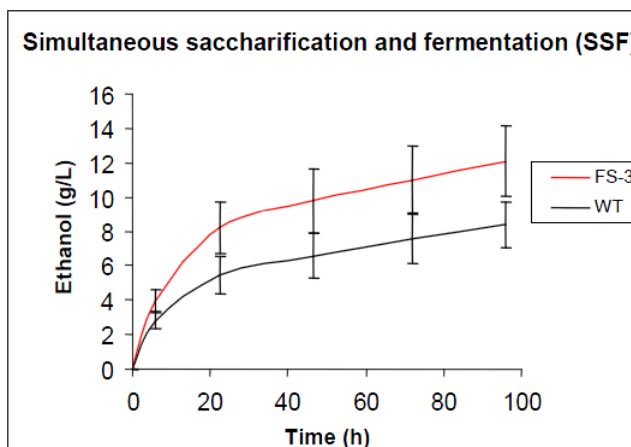 Simultaneous saccharification and fermentation (SSF)
16
14
12
10
8
6
4
2
0
Ethanol (g/L)
0 20 40 60 80 100
Time (h)
FS-3
WT